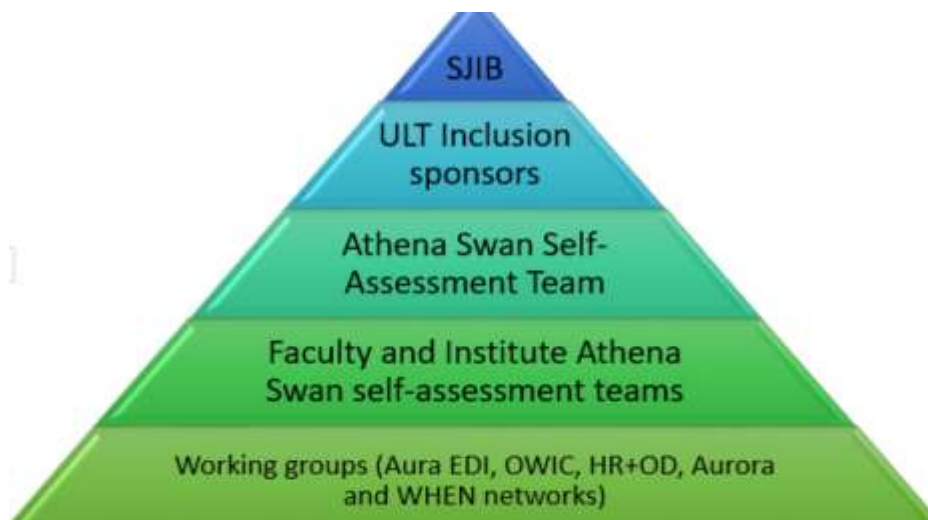 SJIB
ULT Inclusion
sponsors
Athena Swan Self-
Assessment Team
Faculty and Institute Athena
Swan self-assessment teams
Working groups (Aura EDI, OWIC, HR+OD, Aurora
and WHEN networks)